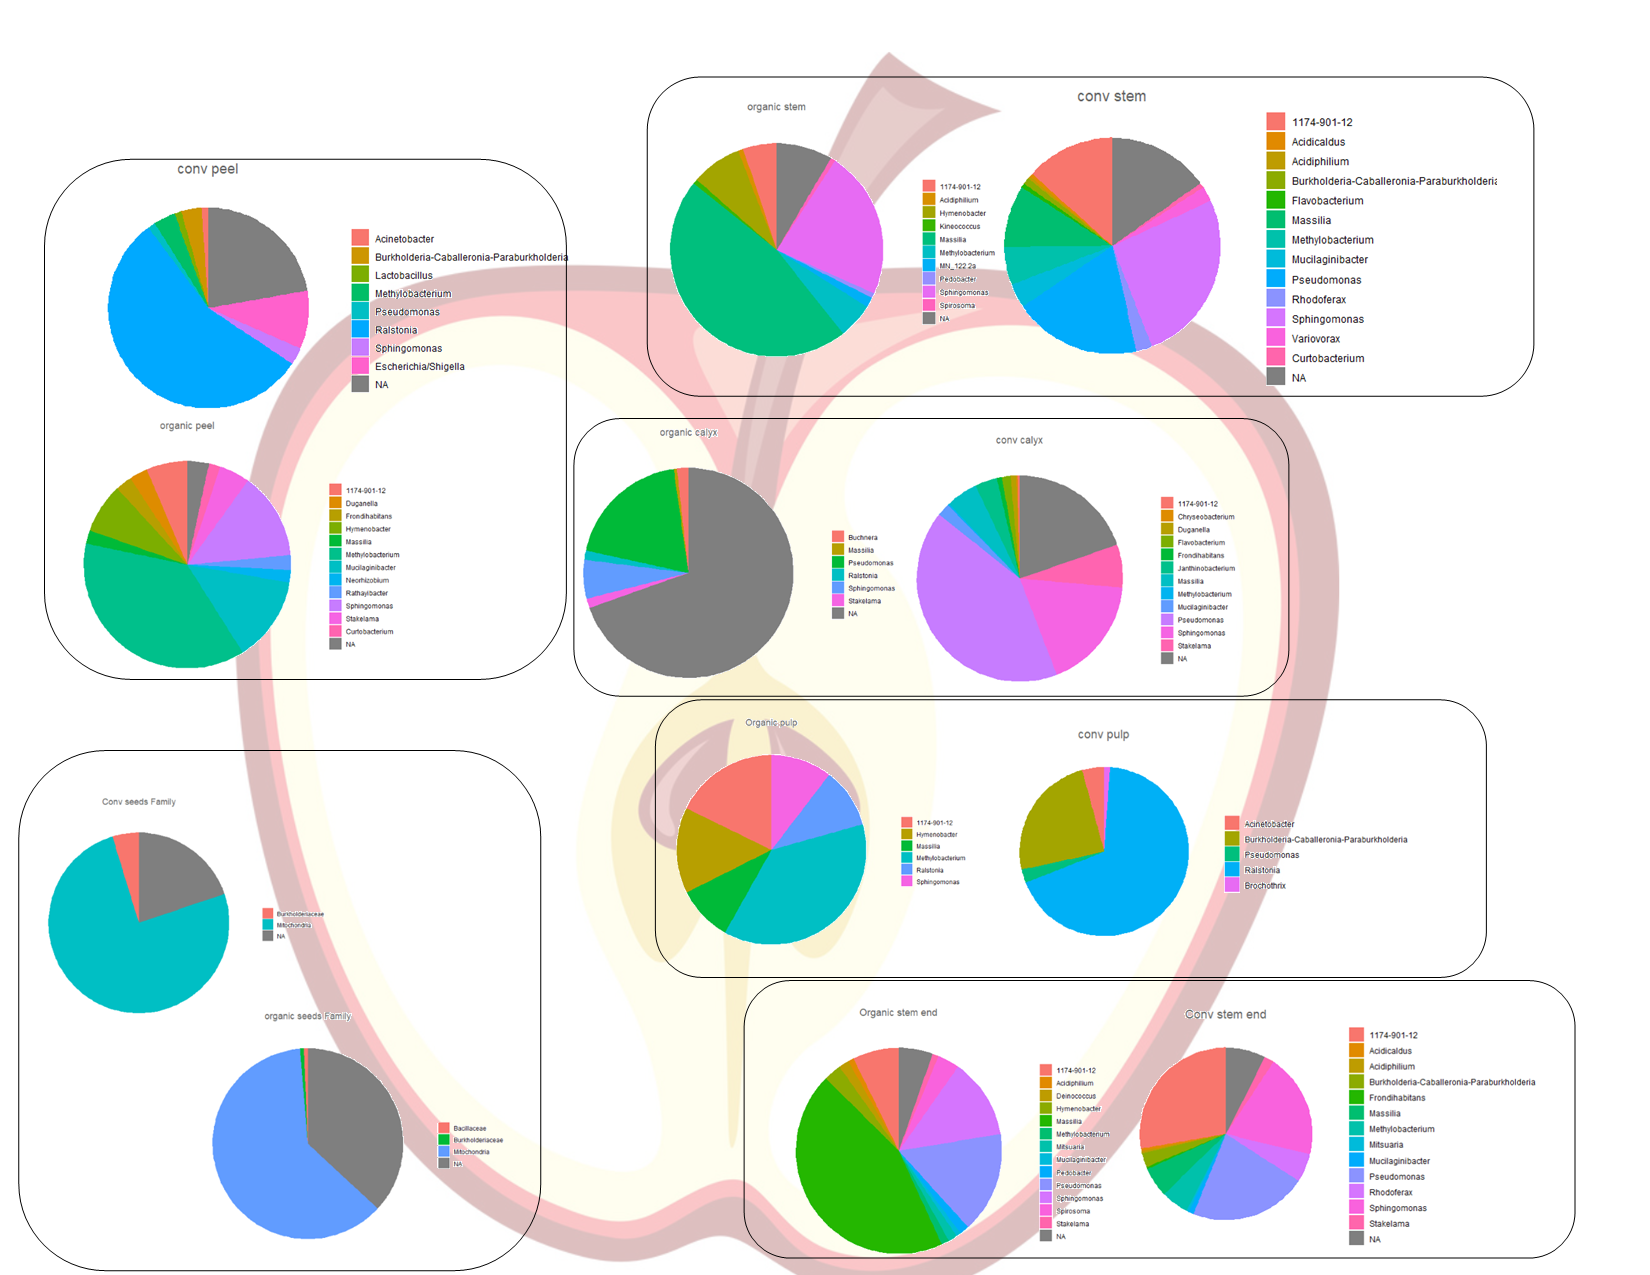 conv peel
Acinetobacter
Burkholderia-Caballeronia-Paraburkholderia
Lactobacillus
Methylobacterium
Pseudomonas
Ralstonia
Sphingomonas
Escherichia/Shigella
NA
organic peel
1174-901-12
Duganella
Frondihabitans
Hymenobacter
Massilia
Methylobacterium
Mucilaginibacter
Neorhizobium
Rathayibacter
Sphingomonas
Stakelama
Curtobacterium
NA
organic stem
1174-901-12
Acidiphilium
Hymenobacter
Kineococcus
Massilia
Methylobacterium
MN_122.2a
Pedobacter
Sphingomonas
Spirosoma
NA
conv stem
1174-901-12
Acidicaldus
Acidiphilium
Burkholderia-Caballeronia-Paraburkholderia
Flavobacterium
Massilia
Methylobacterium
Mucilaginibacter
Pseudomonas
Rhodoferax
Sphingomonas
Variovorax
Curtobacterium
NA
organic calyx
Buchnera
Massilia
Pseudomonas
Ralstonia
Sphingomonas
Stakelama
NA
conv calyx
1174-901-12
Chryseobacterium
Duganella
Flavobacterium
Frondihabitans
Janthinobacterium
Massilia
Methylobacterium
Mucilaginibacter
Pseudomonas
Sphingomonas
Stakelama
NA
Organic pulp
1174-901-12
Hymenobacter
Massilia
Methylobacterium
Ralstonia
Sphingomonas
conv pulp
Acinetobacter
Burkholderia-Caballeronia-Paraburkholderia
Pseudomonas
Ralstonia
Brochothrix
Conv seeds Family
Burkholderiaceae
Mitochondria
NA
organic seeds Family
Bacillaceae
Burkholderiaceae
Mitochondria
NA
Organic stem end
1174-901-12
Acidiphilium
Deinococcus
Hymenobacter
Massilia
Methylobacterium
Mitsuaria
Mucilaginibacter
Pedobacter
Pseudomonas
Sphingomonas
Spirosoma
Stakelama
NA
Conv stem end
1174-901-12
Acidicaldus
Acidiphilium
Burkholderia-Caballeronia-Paraburkholderia
Frondihabitans
Massilia
Methylobacterium
Mitsuaria
Mucilaginibacter
Pseudomonas
Rhodoferax
Sphingomonas
Stakelama
NA